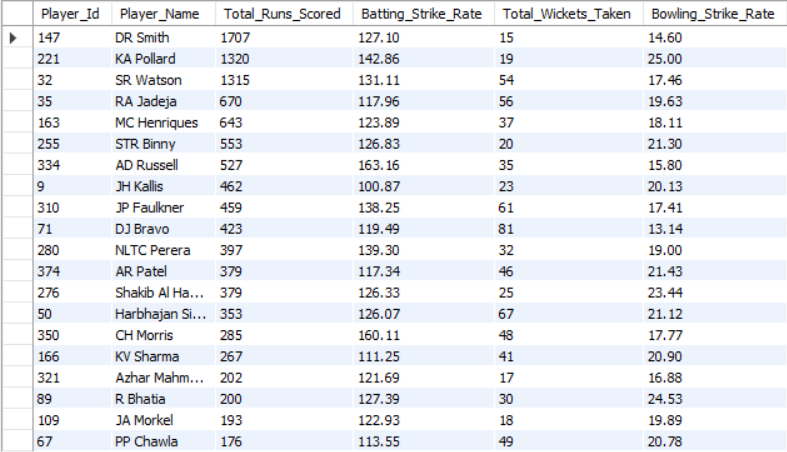 Player_Id Player_Name Total_Runs_Scored Batting_Strike_Rate Total_Wickets_Taken Bowling_Strike_Rate
147 DR Smith 1707 127.10 15 14.60
221 KA Pollard 1320 142.86 19 25.00
32 SR Watson 1315 131.11 54 17.46
35 RA Jadeja 670 117.96 56 19.63
163 MC Henriques 643 123.89 37 18.11
255 STR Binny 553 126.83 20 21.30
334 AD Russell 527 163.16 35 15.80
9 JH Kallis 462 100.87 23 20.13
310 JP Faulkner 459 138.25 61 17.41
71 DJ Bravo 423 119.49 81 13.14
280 NLTC Perera 397 139.30 32 19.00
374 AR Patel 379 117.34 46 21.43
276 Shakib Al Ha... 379 126.33 25 23.44
50 Harbhajan Si... 353 126.07 67 21.12
350 CH Morris 285 160.11 48 17.77
166 KV Sharma 267 111.25 41 20.90
321 Azhar Mahm... 202 121.69 17 16.88
89 R Bhatia 200 127.39 30 24.53
109 JA Morkel 193 122.93 18 19.89
67 PP Chawla 176 113.55 49 20.78